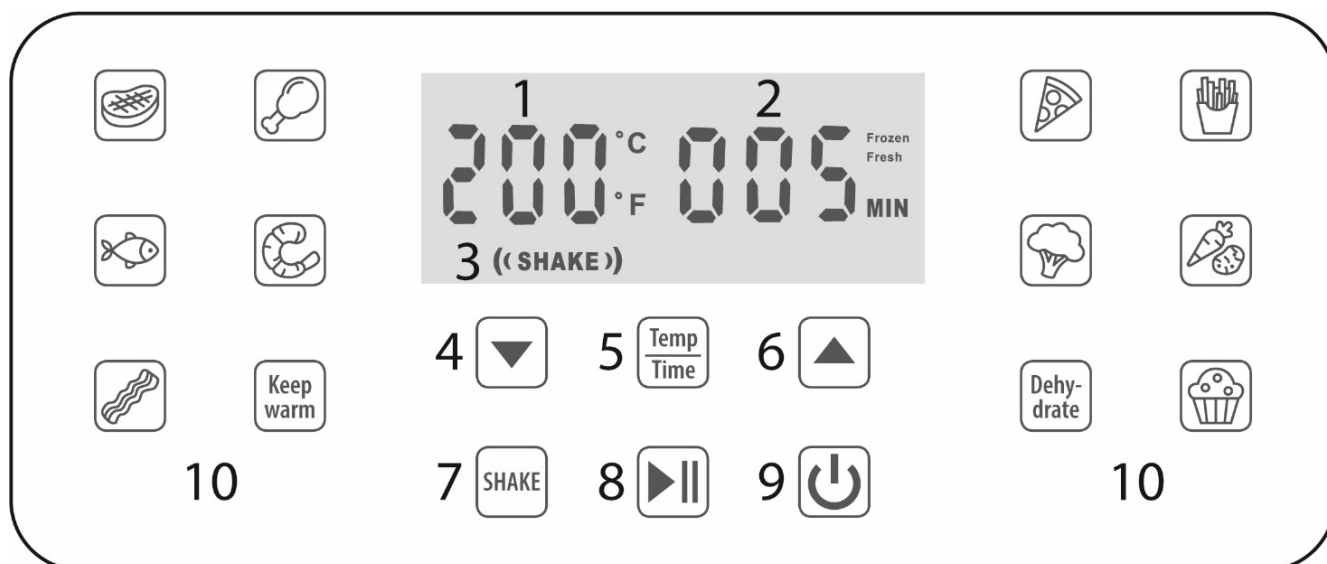 1 2
200 °C 005 Frozen
Fresh
°F MIN
3 ((SHAKE))
4 5 Temp
Time 6
Keep
warm
Dehy-
drate
10 7 SHAKE 8 9 10